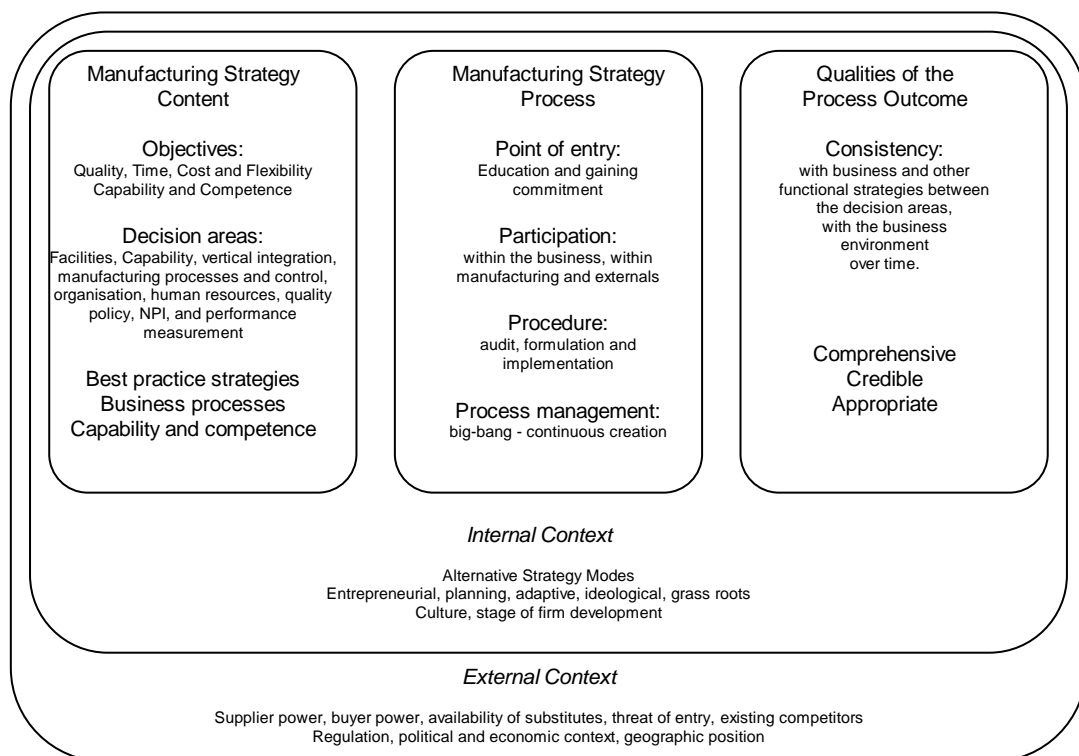 Manufacturing Strategy
Content
Objectives:
Quality, Time, Cost and Flexibility
Capability and Competence
Decision areas:
Facilities, Capability, vertical integration,
manufacturing processes and control,
organisation, human resources, quality
policy, NPI, and performance
measurement
Best practice strategies
Business processes
Capability and competence
Manufacturing Strategy
Process
Point of entry:
Education and gaining
commitment
Participation:
within the business, within
manufacturing and externals
Procedure:
audit, formulation and
implementation
Process management:
big-bang - continuous creation
Qualities of the
Process Outcome
Consistency:
with business and other
functional strategies between
the decision areas,
with the business
environment
over time.
Comprehensive
Credible
Appropriate
Internal Context
Alternative Strategy Modes
Entrepreneurial, planning, adaptive, ideological, grass roots
Culture, stage of firm development
External Context
Supplier power, buyer power, availability of substitutes, threat of entry, existing competitors
Regulation, political and economic context, geographic position